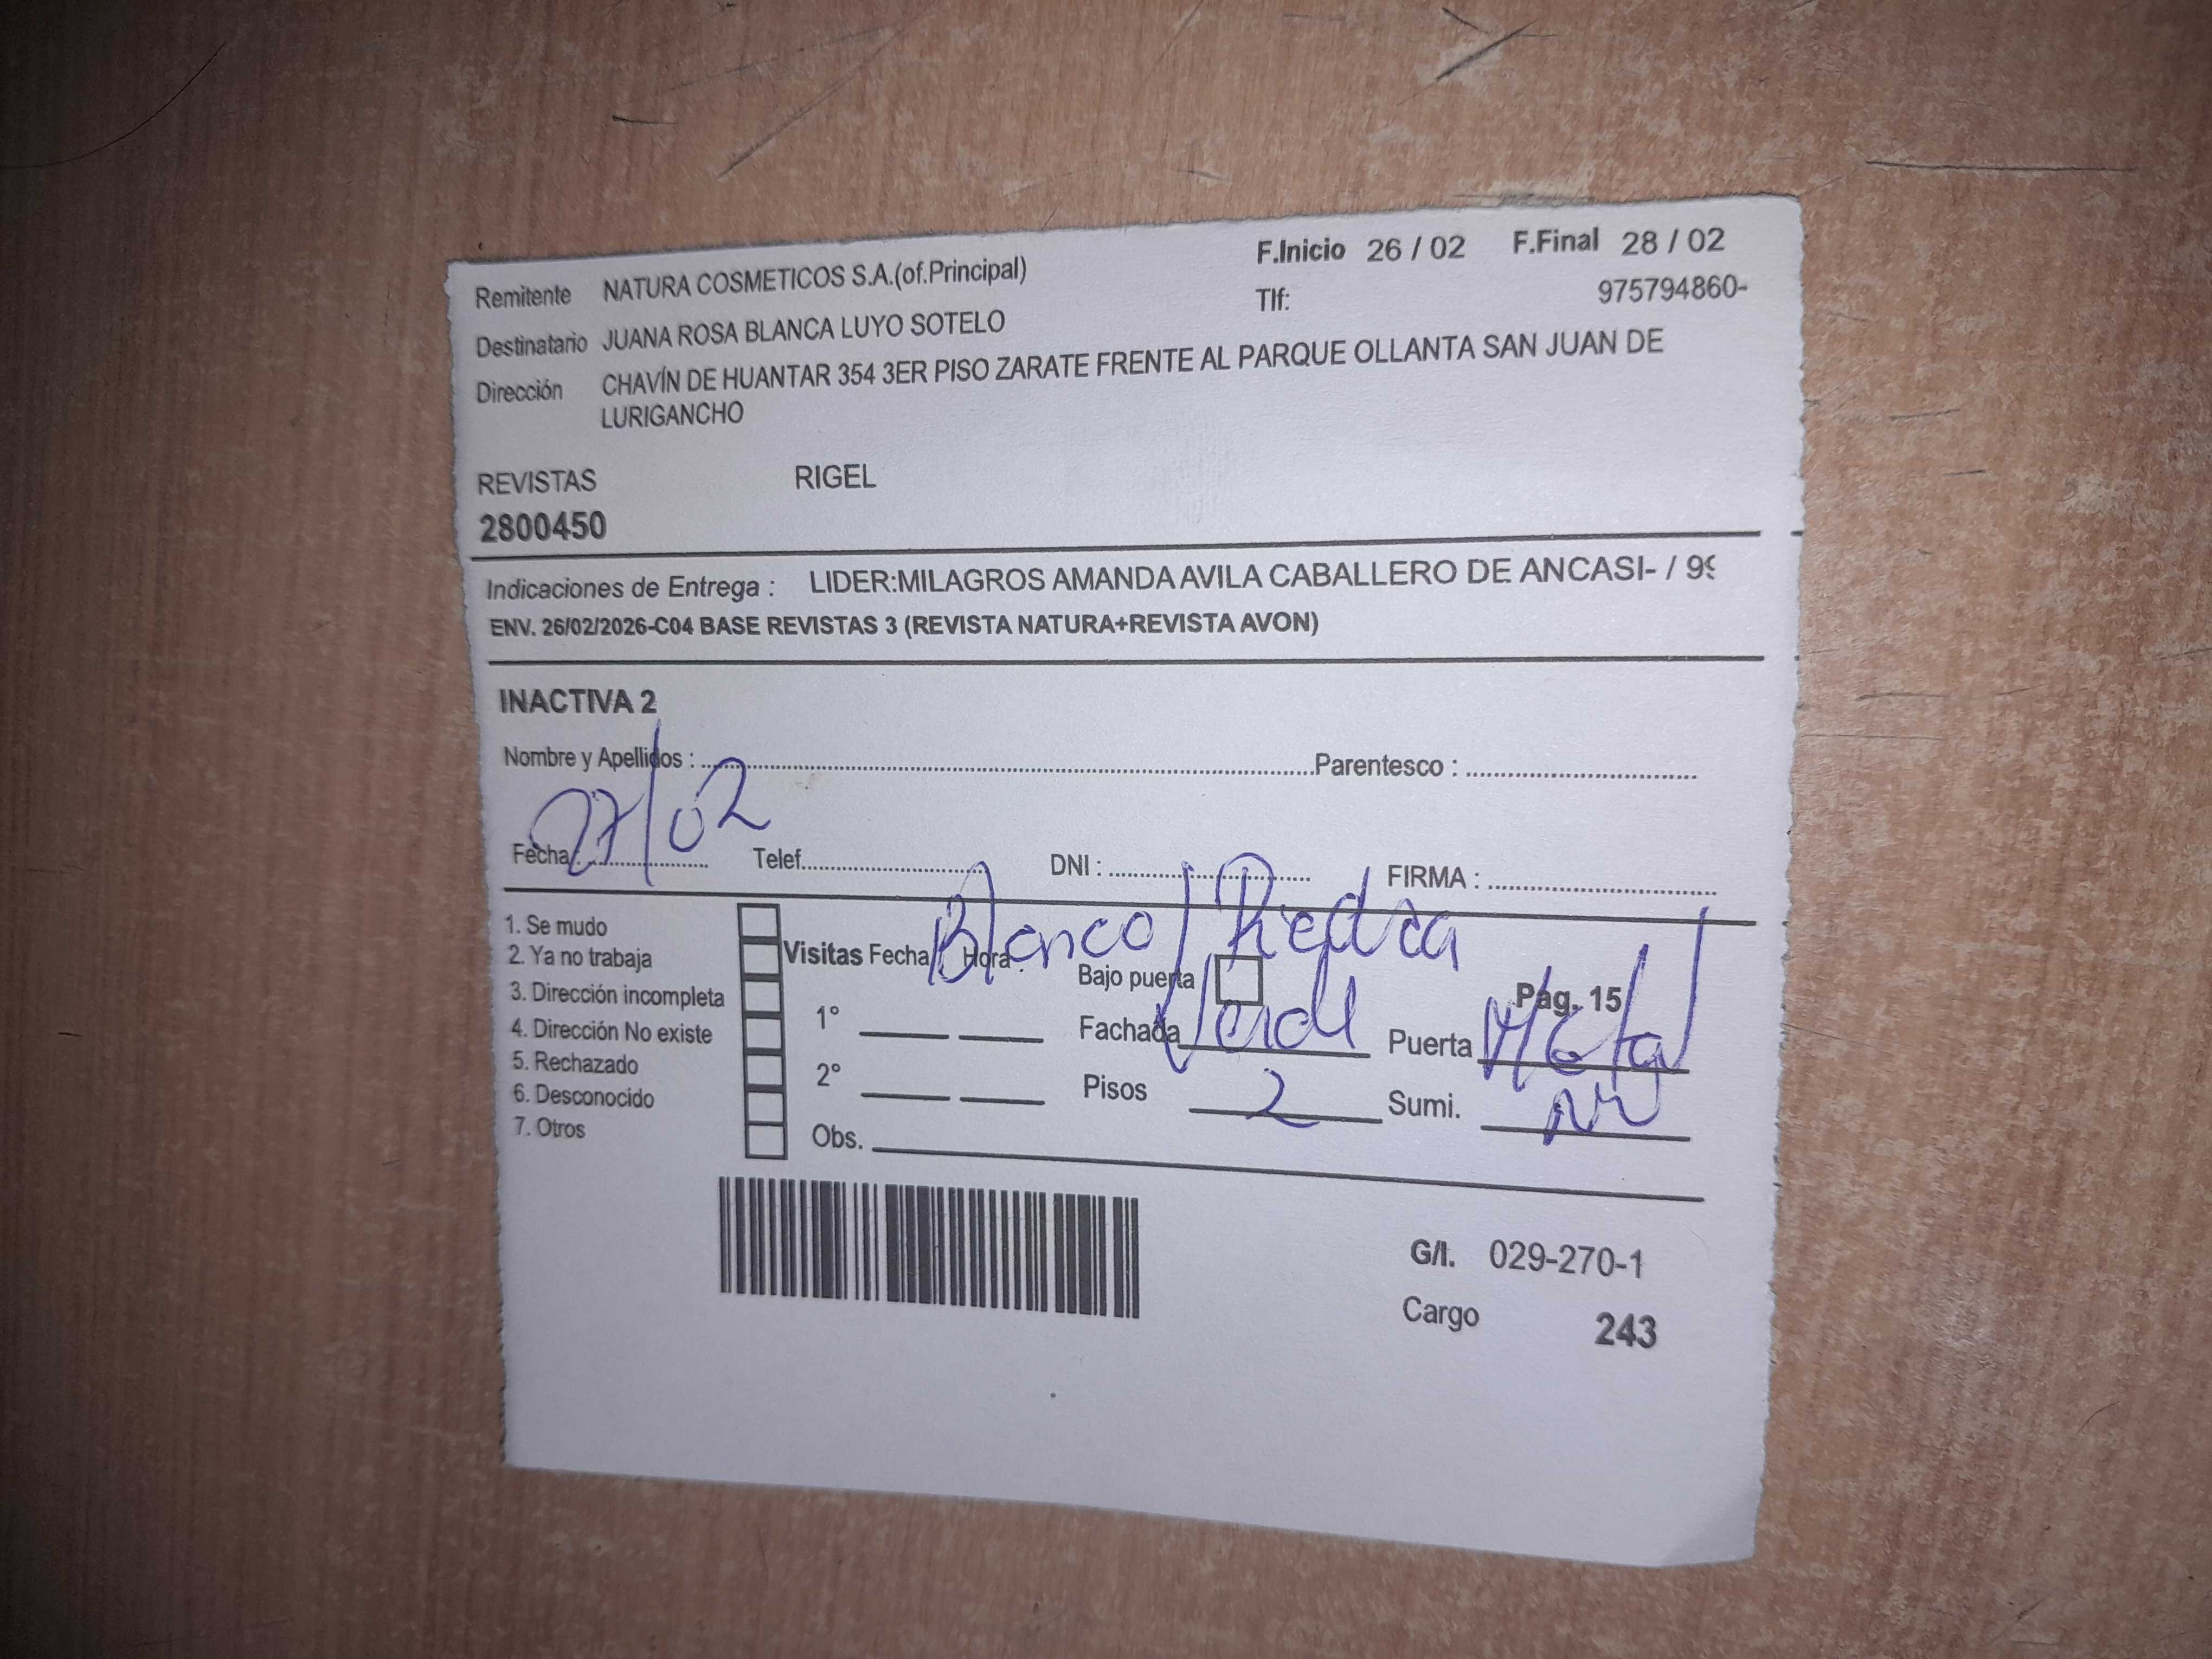 Remitente NATURA COSMETICOS S.A.(of.Principal) F.Inicio 26 / 02 F.Final 28 / 02
Destinatario JUANA ROSA BLANCA LUYO SOTELO Tlf: 975794860-
Dirección CHAVÍN DE HUANTAR 354 3ER PISO ZARATE FRENTE AL PARQUE OLLANTA SAN JUAN DE
LURIGANCHO
REVISTAS RIGEL
2800450
Indicaciones de Entrega : LIDER:MILAGROS AMANDA AVILA CABALLERO DE ANCASI- / 99
ENV. 26/02/2026-C04 BASE REVISTAS 3 (REVISTA NATURA+REVISTA AVON)
INACTIVA 2
Nombre y Apellidos : Parentesco :
Fecha : 27/02 Telef. DNI : FIRMA :
Blanco / Piedra
1. Se mudo
2. Ya no trabaja
3. Dirección incompleta
4. Dirección No existe
5. Rechazado
6. Desconocido
7. Otros
Visitas Fecha Hora : Bajo puerta Pag. 15
1° Fachada Verde Puerta Metal
2° Pisos 2 Sumi.
Obs.
G/I. 029-270-1
Cargo 243